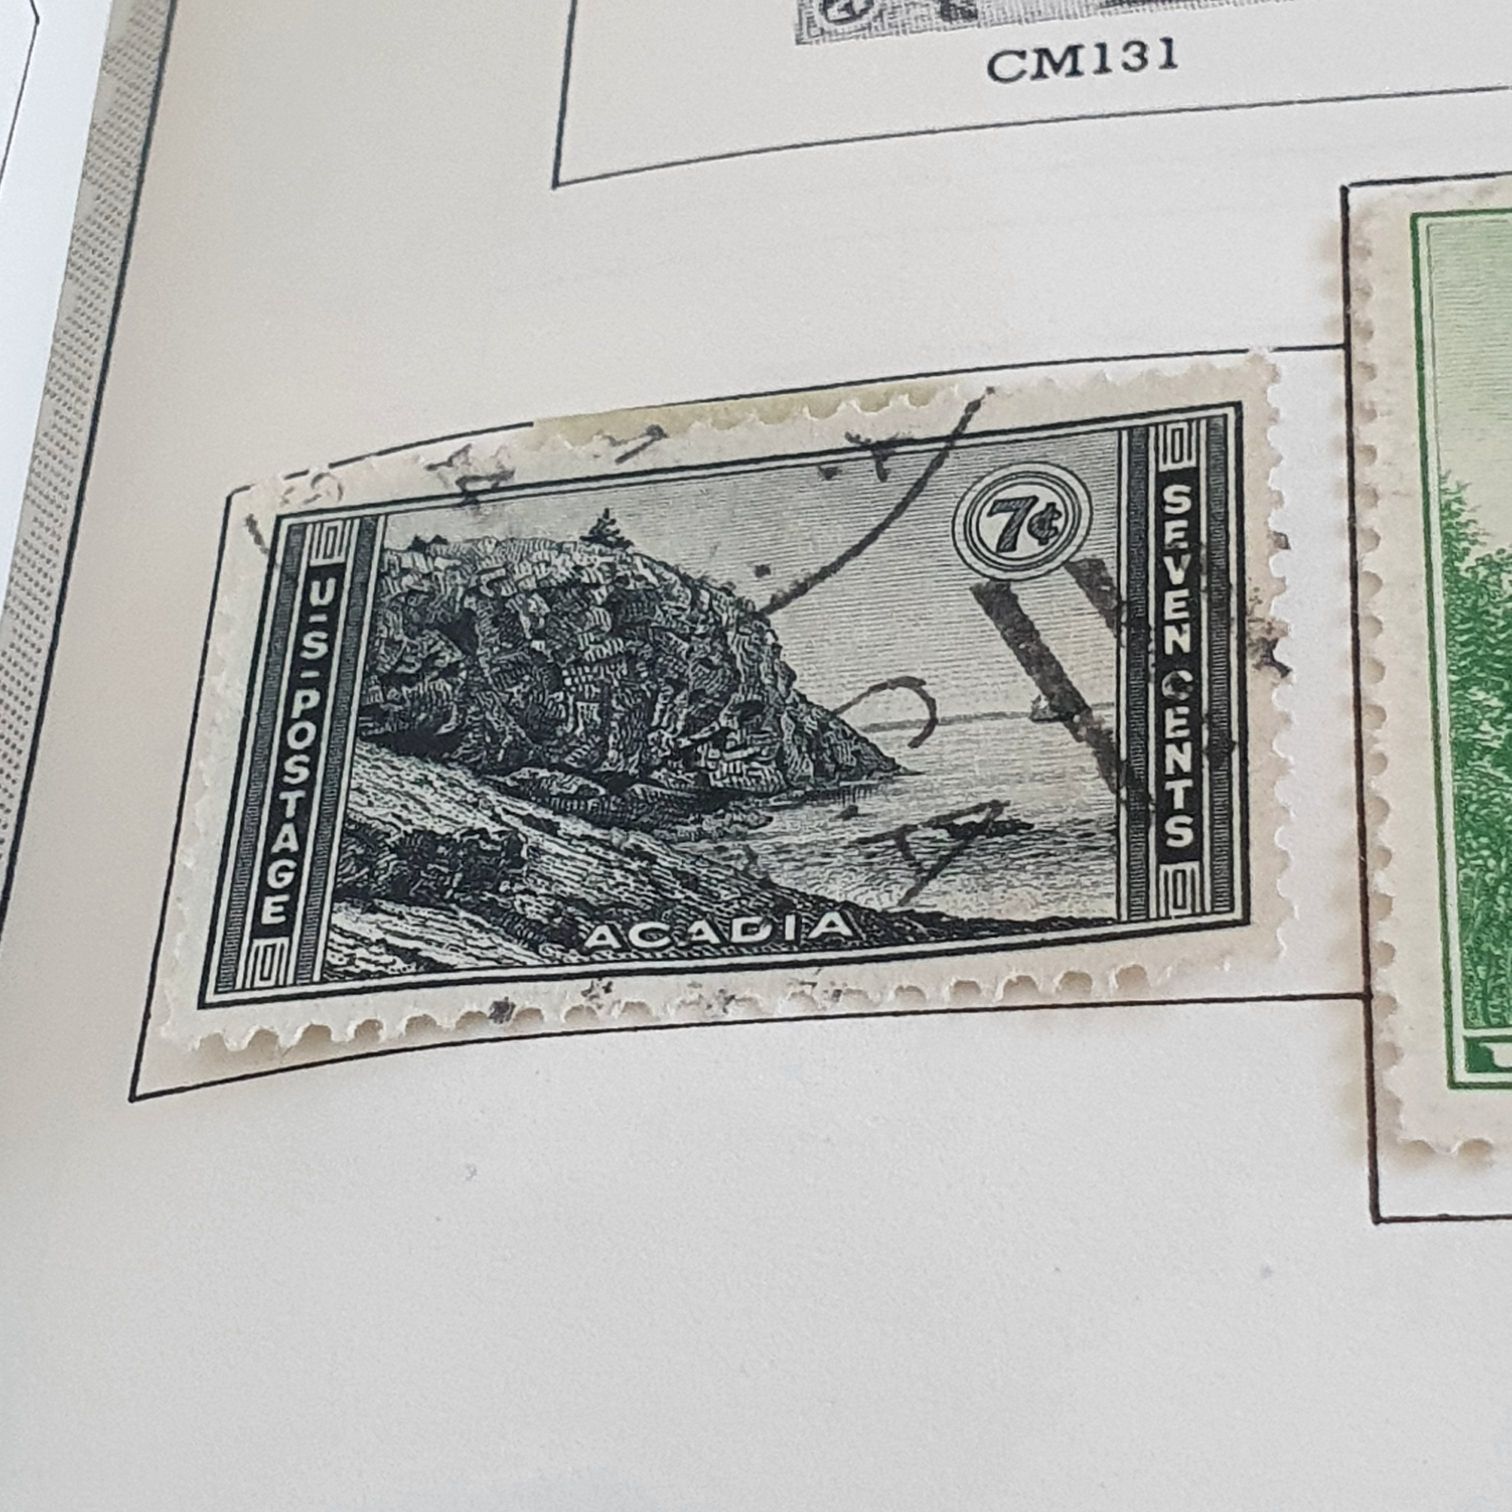 CM131
7¢
U-S-POSTAGE
SEVEN CENTS
ACADIA